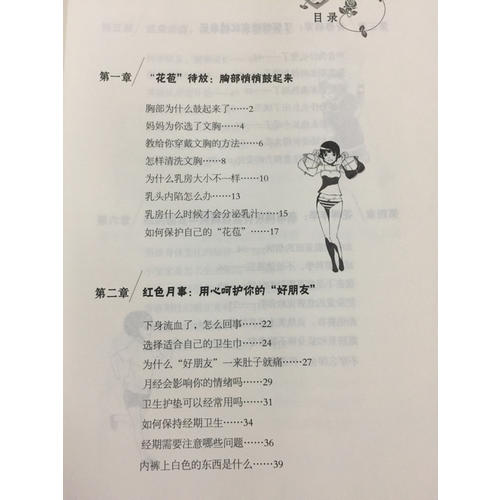 目录
第一章 “花苞”待放：胸部悄悄鼓起来
胸部为什么鼓起来了……2
妈妈为你选了文胸……4
教给你穿戴文胸的方法……6
怎样清洗文胸……8
为什么乳房大小不一样……10
乳头内陷怎么办……13
乳房什么时候才会分泌乳汁……15
如何保护自己的“花苞”……17
第二章 红色月事：用心呵护你的“好朋友”
下身流血了，怎么回事……22
选择适合自己的卫生巾……24
为什么“好朋友”一来肚子就痛……27
月经会影响你的情绪吗……29
卫生护垫可以经常用吗……31
如何保持经期卫生……34
经期需要注意哪些问题……36
内裤上白色的东西是什么……39